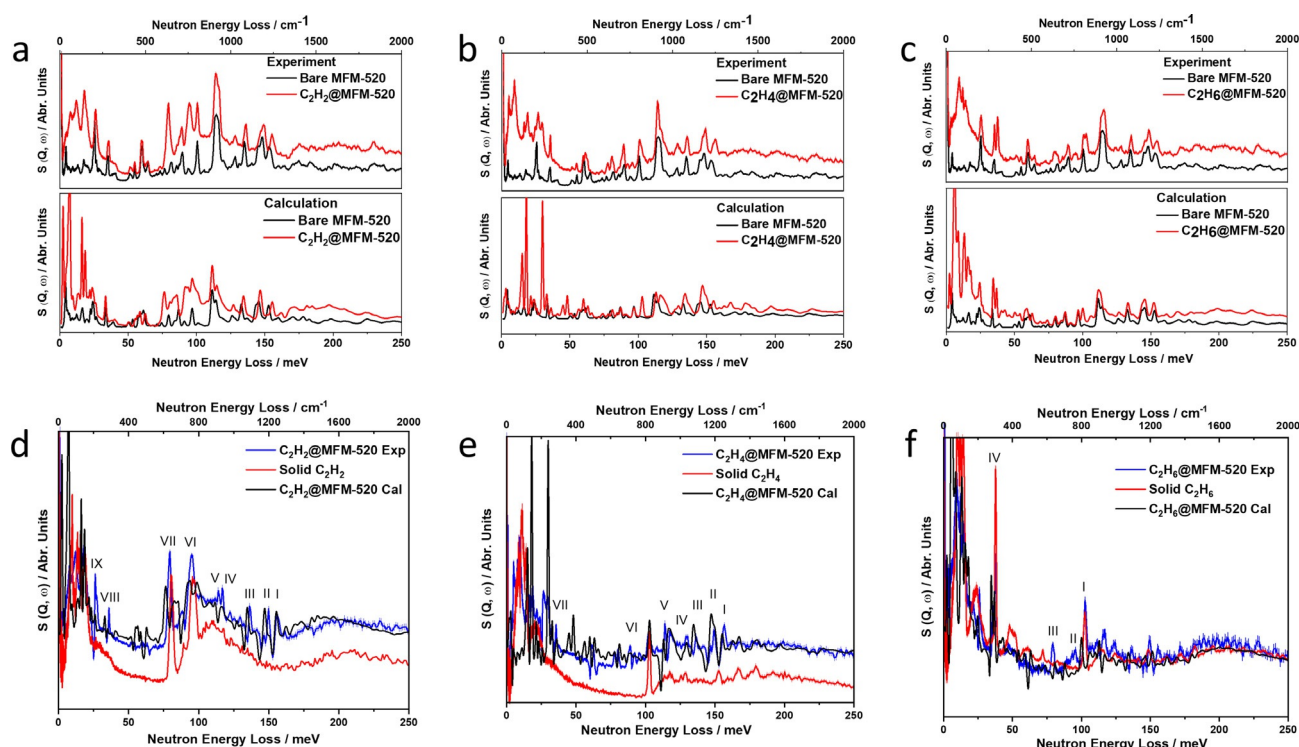 a
Neutron Energy Loss / cm⁻¹
0 500 1000 1500 2000
Experiment
Bare MFM-520
C₂H₂@MFM-520
S (Q, ω) / Abr. Units
Calculation
Bare MFM-520
C₂H₂@MFM-520
S (Q, ω) / Abr. Units
0 50 100 150 200 250
Neutron Energy Loss / meV
b
Neutron Energy Loss / cm⁻¹
0 500 1000 1500 2000
Experiment
Bare MFM-520
C₂H4@MFM-520
S (Q, ω) / Abr. Units
Calculation
Bare MFM-520
C2H4@MFM-520
S (Q, ω) / Abr. Units
0 50 100 150 200 250
Neutron Energy Loss / meV
c
Neutron Energy Loss / cm⁻¹
0 500 1000 1500 2000
Experiment
Bare MFM-520
C2H6@MFM-520
S (Q, ω) / Abr. Units
Calculation
Bare MFM-520
C2H6@MFM-520
S (Q, ω) / Abr. Units
0 50 100 150 200 250
Neutron Energy Loss / meV
d
Neutron Energy Loss / cm⁻¹
0 400 800 1200 1600 2000
C₂H₂@MFM-520 Exp
Solid C₂H₂
C₂H₂@MFM-520 Cal
IX VIII VII VI V IV III II I
S (Q, ω) / Abr. Units
0 50 100 150 200 250
Neutron Energy Loss / meV
e
Neutron Energy Loss / cm⁻¹
0 400 800 1200 1600 2000
C₂H₄@MFM-520 Exp
Solid C₂H₄
C₂H₄@MFM-520 Cal
VII VI V IV III II I
S (Q, ω) / Abr. Units
0 50 100 150 200 250
Neutron Energy Loss / meV
f
Neutron Energy Loss / cm⁻¹
0 400 800 1200 1600 2000
C₂H₆@MFM-520 Exp
Solid C₂H₆
C₂H₆@MFM-520 Cal
IV III II I
S (Q, ω) / Abr. Units
0 50 100 150 200 250
Neutron Energy Loss / meV